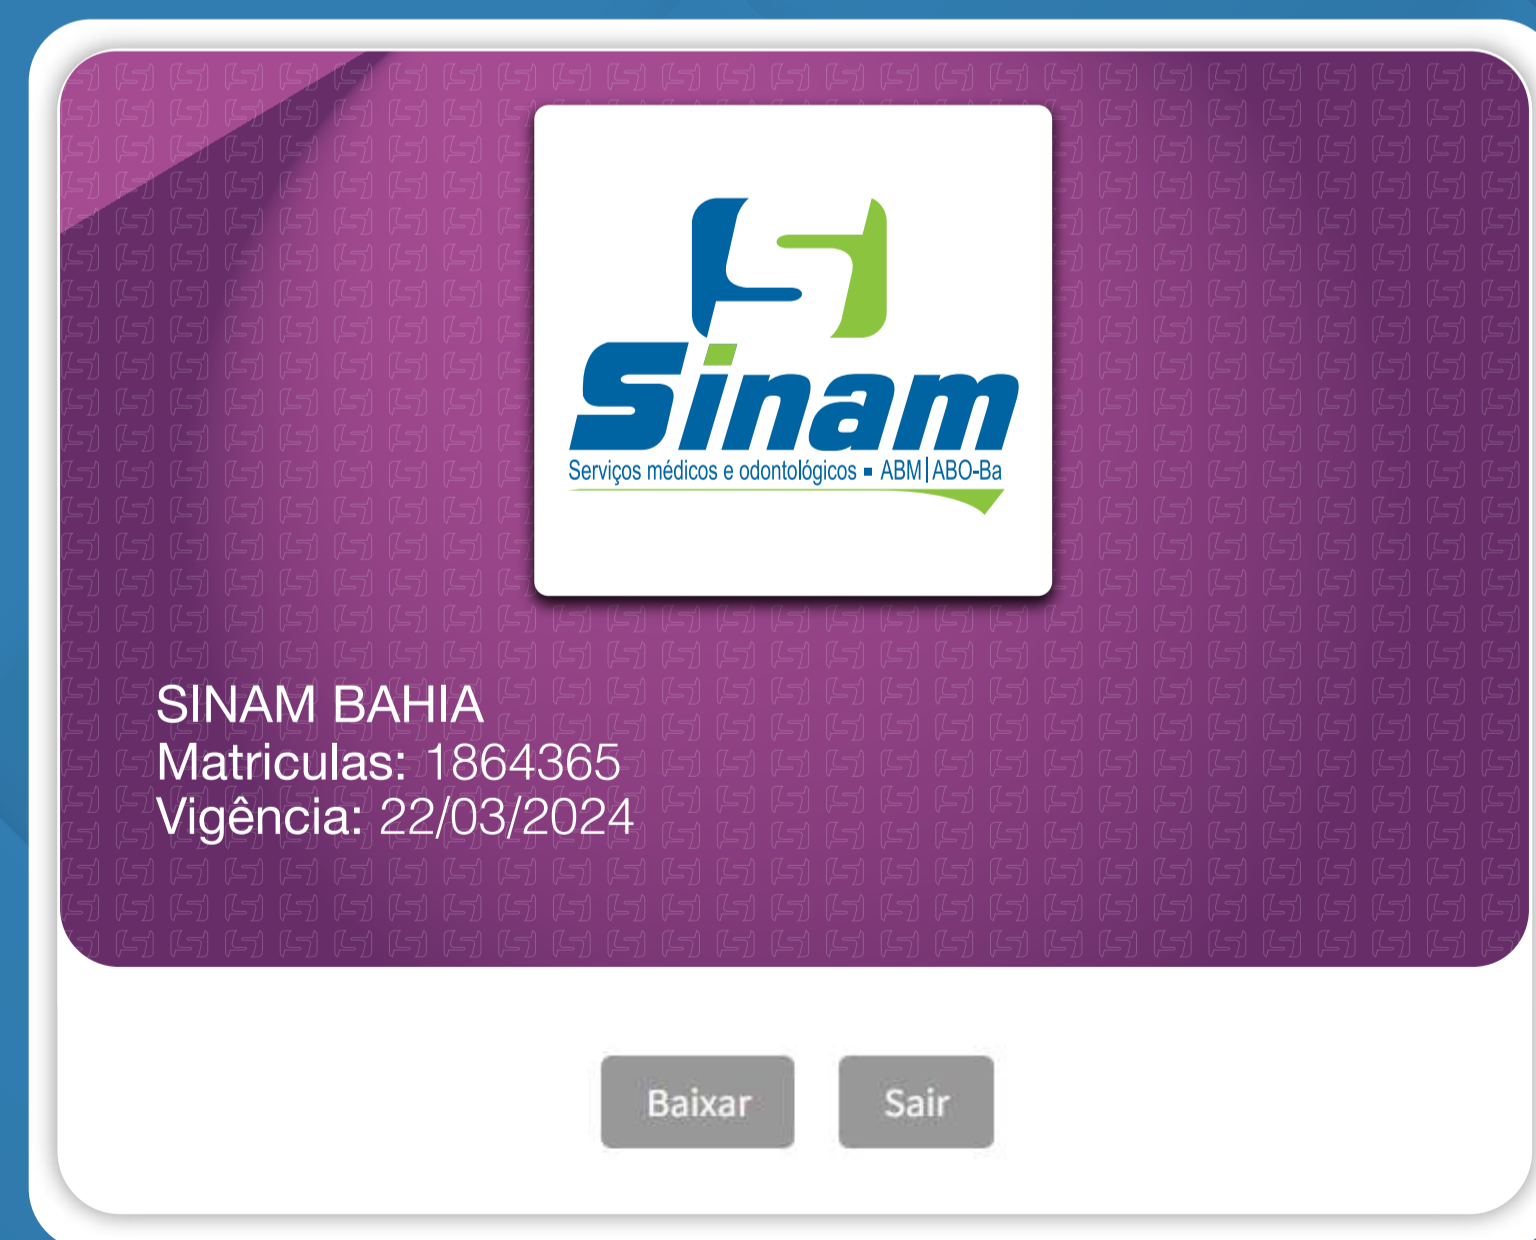 Sinam
Serviços médicos e odontológicos ▪ ABM|ABO-Ba
SINAM BAHIA
Matriculas: 1864365
Vigência: 22/03/2024
Baixar
Sair